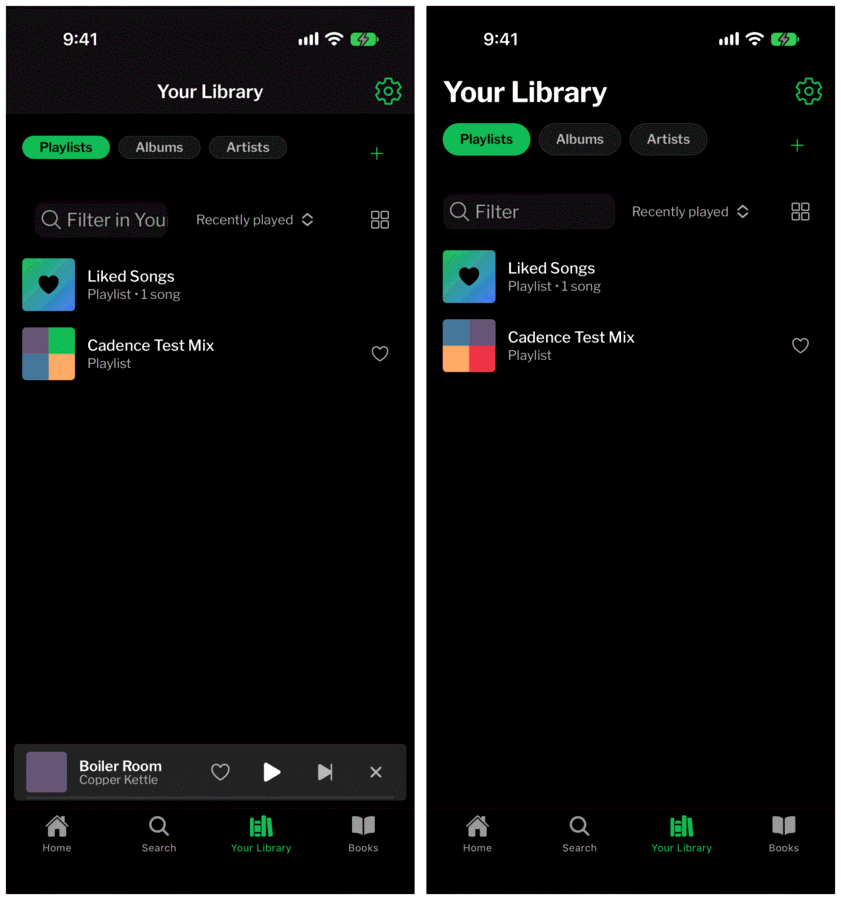 9:41
Your Library
Playlists Albums Artists
Filter in You Recently played
Liked Songs
Playlist • 1 song
Cadence Test Mix
Playlist
Boiler Room
Copper Kettle
Home Search Your Library Books
9:41
Your Library
Playlists Albums Artists
Filter Recently played
Liked Songs
Playlist • 1 song
Cadence Test Mix
Playlist
Home Search Your Library Books